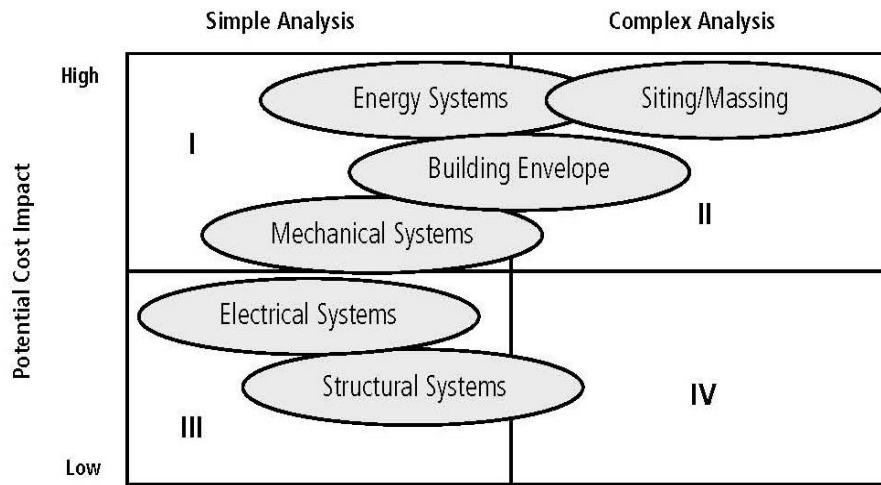 Simple Analysis
Complex Analysis
High
Energy Systems
Siting/Massing
I
Building Envelope
II
Mechanical Systems
Potential Cost Impact
Electrical Systems
Structural Systems
IV
III
Low